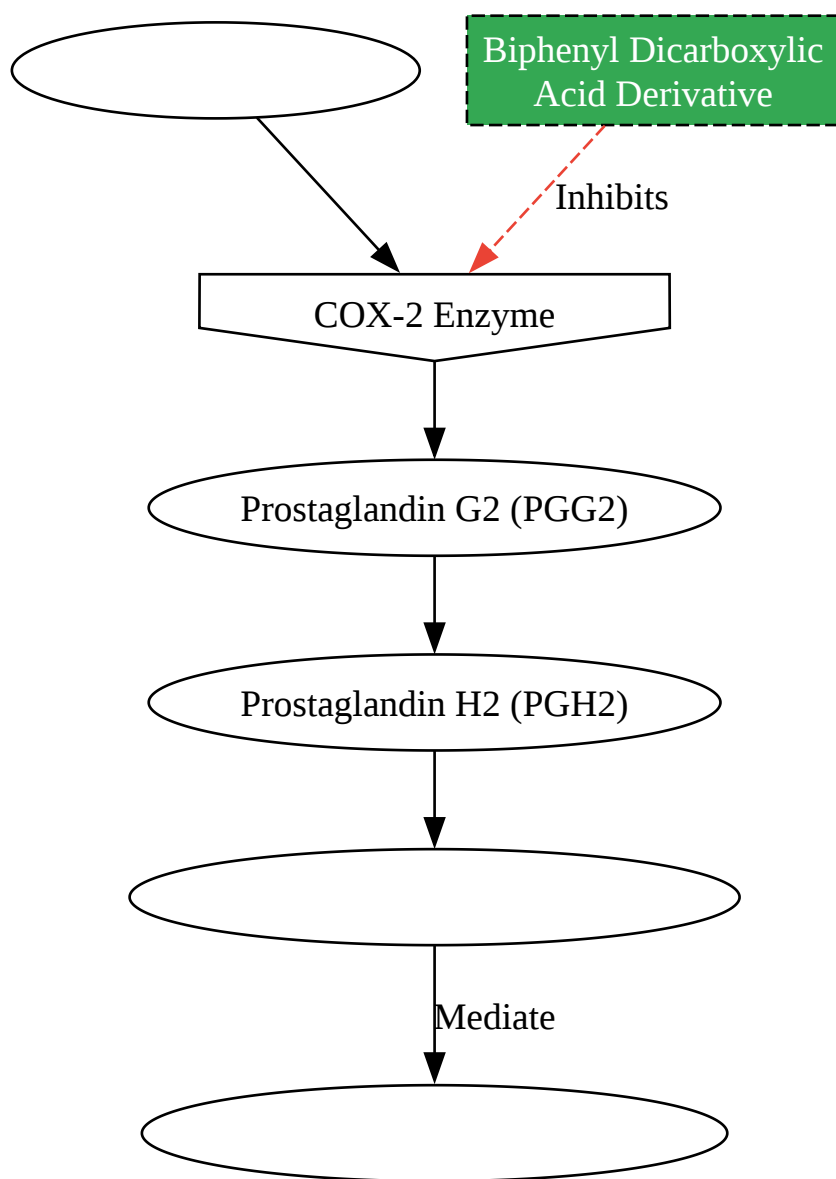 Biphenyl Dicarboxylic
Acid Derivative
Inhibits
COX-2 Enzyme
Prostaglandin G2 (PGG2)
Prostaglandin H2 (PGH2)
Mediate